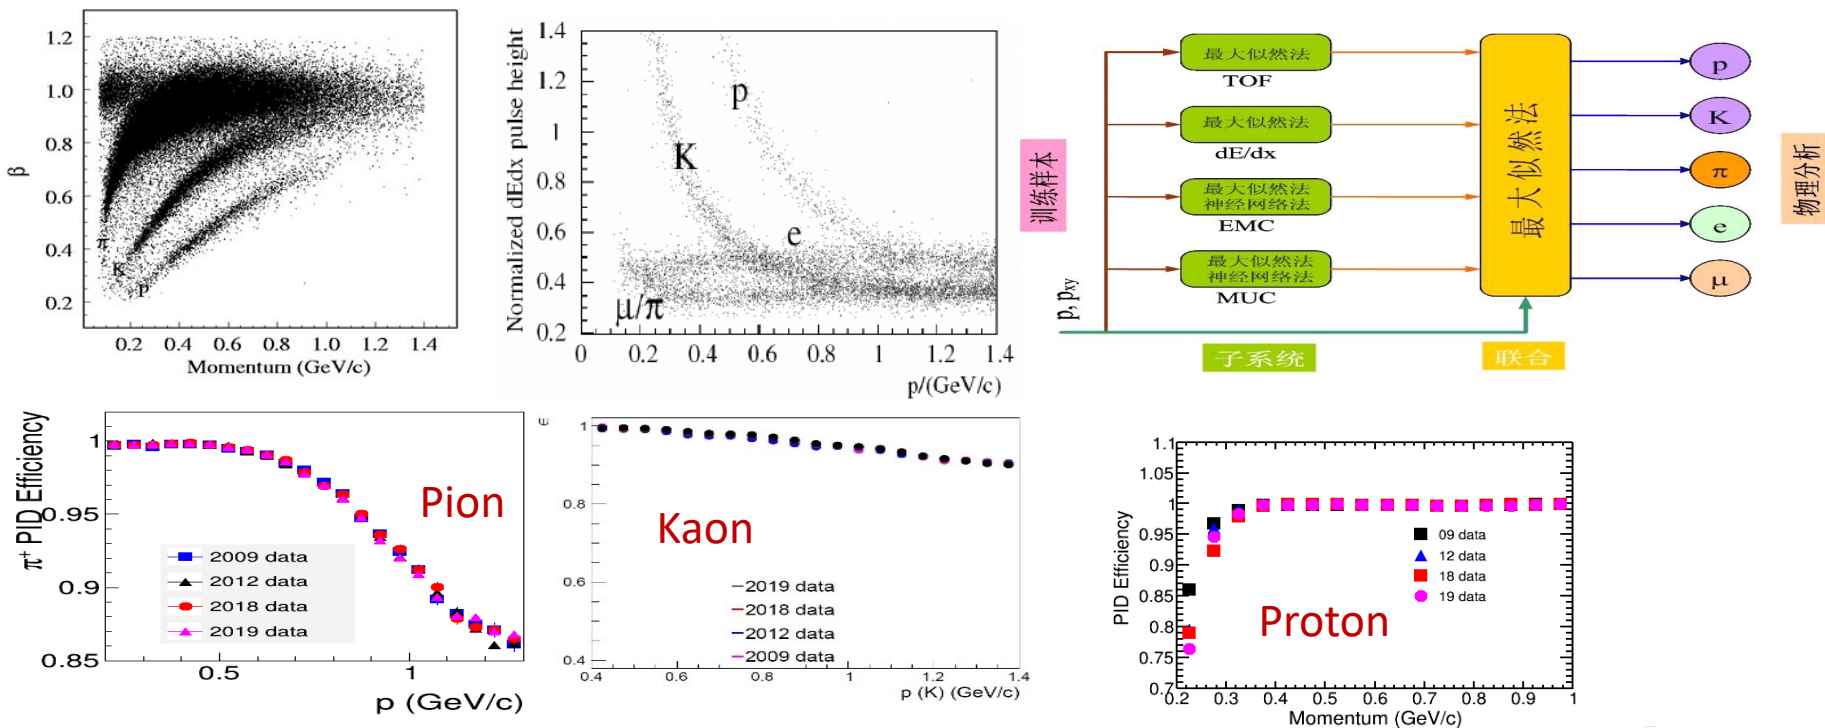 1.2
1.0
0.8
0.6
0.4
0.2
β
π
K
p
0.2 0.4 0.6 0.8 1.0 1.2 1.4
Momentum (GeV/c)
Normalized dEdx pulse height
1.4
1.2
1
0.8
0.6
0.4
0.2
p
K
e
μ/π
0 0.2 0.4 0.6 0.8 1 1.2 1.4
p/(GeV/c)
训练样本
p, pxy
最大似然法
TOF
最大似然法
dE/dx
最大似然法
神经网络法
EMC
最大似然法
神经网络法
MUC
子系统
最大似然法
联合
p
K
π
e
μ
物理分析
π+ PID Efficiency
1
0.95
0.9
0.85
Pion
2009 data
2012 data
2018 data
2019 data
0.5 1
p (GeV/c)
ε
1
0.8
0.6
0.4
Kaon
2019 data
2018 data
2012 data
2009 data
0.4 0.6 0.8 1 1.2 1.4
p (K) (GeV/c)
PID Efficiency
1.1
1.05
1
0.95
0.9
0.85
0.8
0.75
0.7
09 data
12 data
18 data
19 data
Proton
0.2 0.3 0.4 0.5 0.6 0.7 0.8 0.9 1
Momentum (GeV/c)